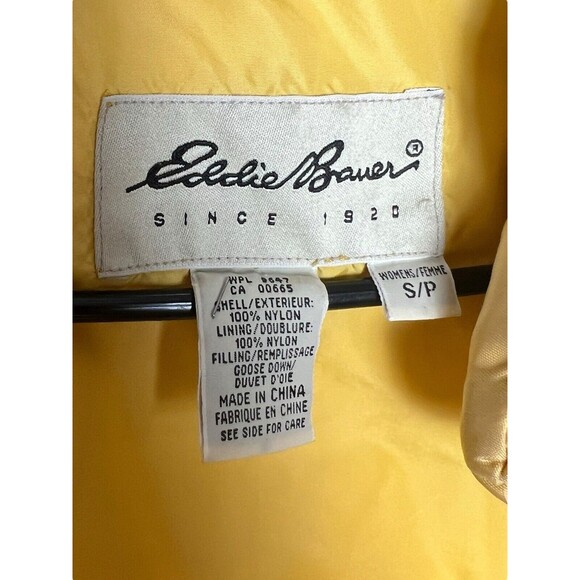 Eddie Bauer®
SINCE 1920
WPL 8647
CA 00665
SHELL/EXTERIEUR:
100% NYLON
LINING/DOUBLURE:
100% NYLON
FILLING/REMPLISSAGE
GOOSE DOWN/
DUVET D'OIE
MADE IN CHINA
FABRIQUE EN CHINE
SEE SIDE FOR CARE
WOMENS/FEMME
S/P